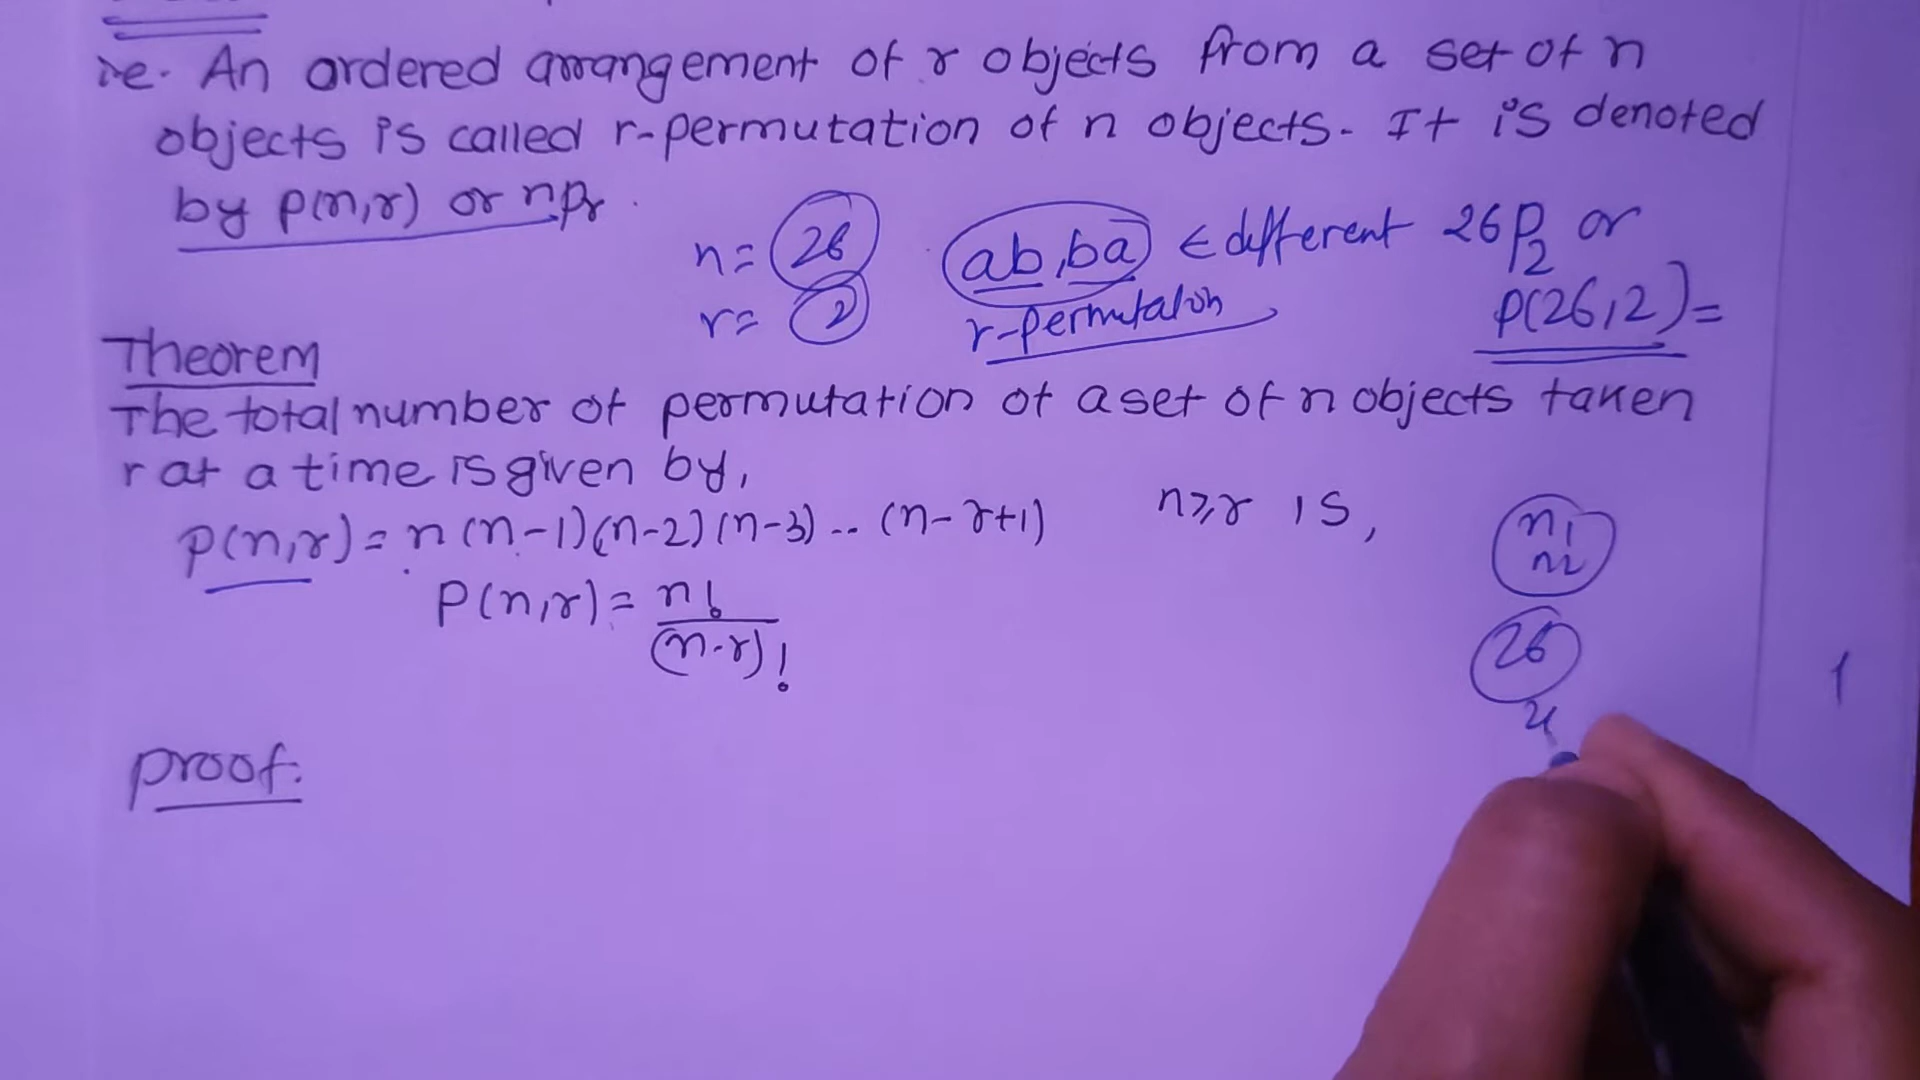 ie. An ordered arrangement of r objects from a set of n
objects is called r-permutation of n objects. It is denoted
by p(n,r) or npr.
n = 26
r = 2
ab, ba ∈ different 26P2 or
r-permutation
P(26,2) =
Theorem
The total number of permutation of a set of n objects taken
r at a time is given by,
p(n,r) = n(n-1)(n-2)(n-3)..(n-r+1) n≥r is,
P(n,r) = n!/(n-r)!
n1
n2
26
Proof: